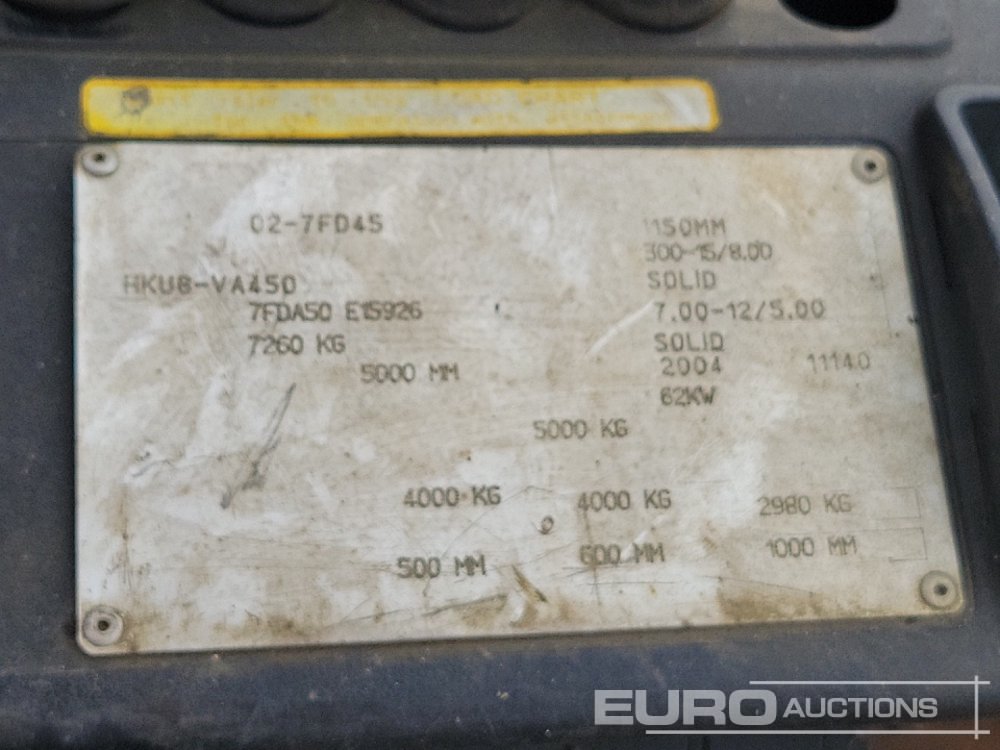 02-7FD45 1150MM
300-15/8.00
HKUB-VA450 SOLID
7FDA50 E15926 7.00-12/5.00
7260 KG SOLID
5000 MM 2004 11140
62KW
5000 KG
4000 KG 4000 KG 2980 KG
500 MM 600 MM 1000 MM
EURO AUCTIONS